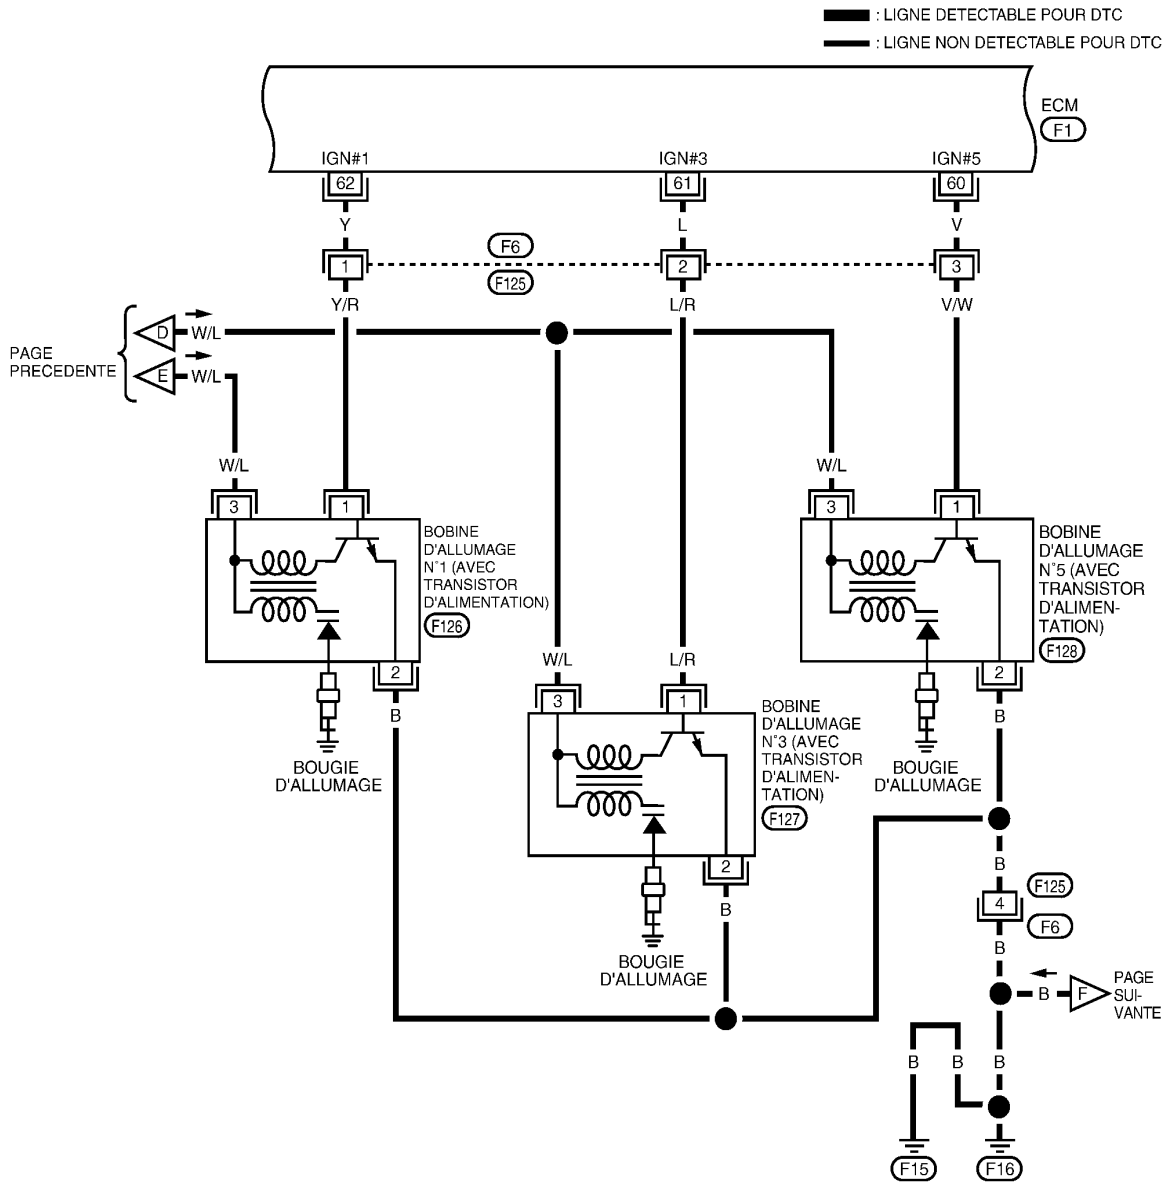 : LIGNE DETECTABLE POUR DTC
: LIGNE NON DETECTABLE POUR DTC
ECM
F1
IGN#1
IGN#3
IGN#5
62
61
60
Y
L
V
1
F6
F125
2
3
Y/R
L/R
V/W
PAGE
PRECEDENTE
D
W/L
E
W/L
W/L
W/L
3
1
3
1
BOBINE
D'ALLUMAGE
N°1 (AVEC
TRANSISTOR
D'ALIMENTATION)
F126
BOBINE
D'ALLUMAGE
N°5 (AVEC
TRANSISTOR
D'ALIMEN-
TATION)
F128
W/L
L/R
2
2
3
1
B
B
BOBINE
D'ALLUMAGE
N°3 (AVEC
TRANSISTOR
D'ALIMEN-
TATION)
F127
BOUGIE
D'ALLUMAGE
BOUGIE
D'ALLUMAGE
2
B
B
F125
4
F6
B
BOUGIE
D'ALLUMAGE
B
F
PAGE
SUI-
VANTE
B
B
B
F15
F16